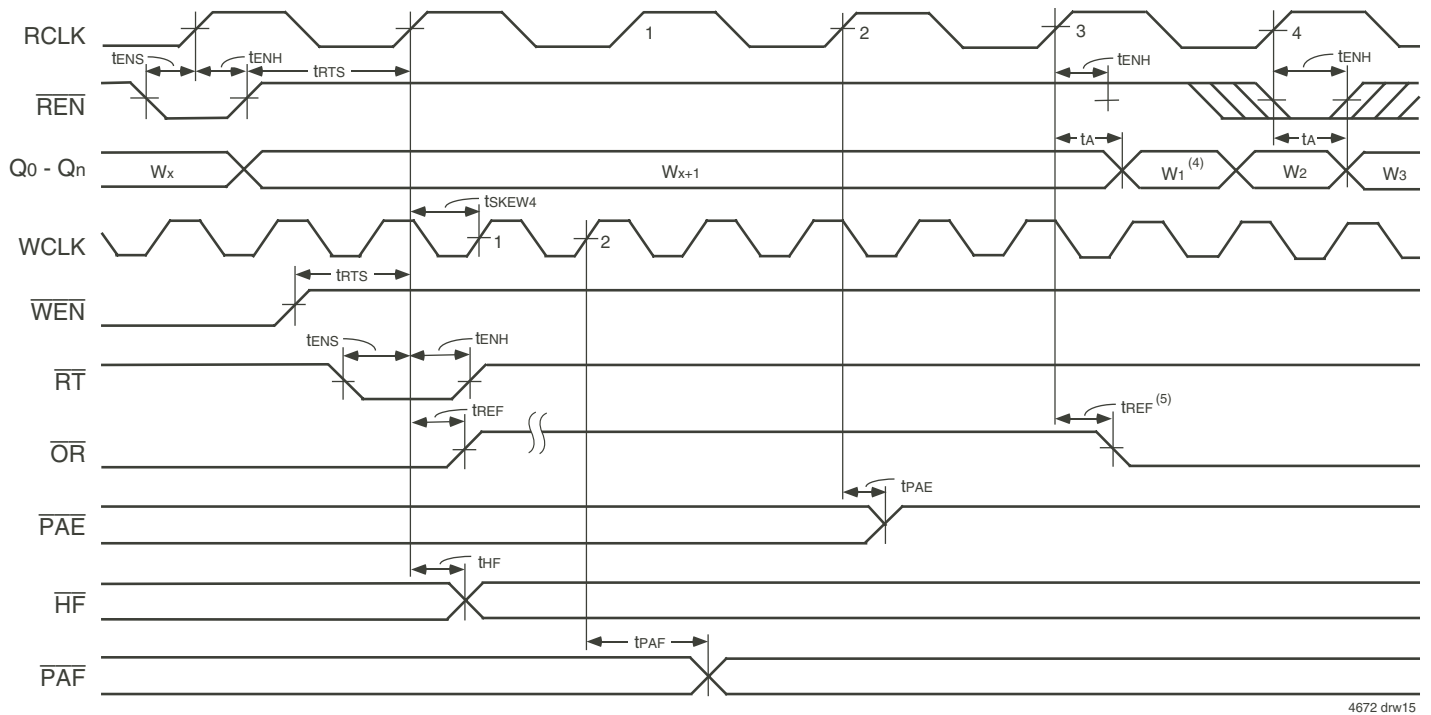 RCLK 1 2 3 4
tENS tENH tRTS tENH tENH
REN
tA tA
Q0 - Qn Wx Wx+1 W1 (4) W2 W3
tSKEW4
WCLK 1 2
tRTS
WEN
tENS tENH
RT
tREF tREF (5)
OR
tPAE
PAE
tHF
HF
tPAF
PAF
4672 drw15